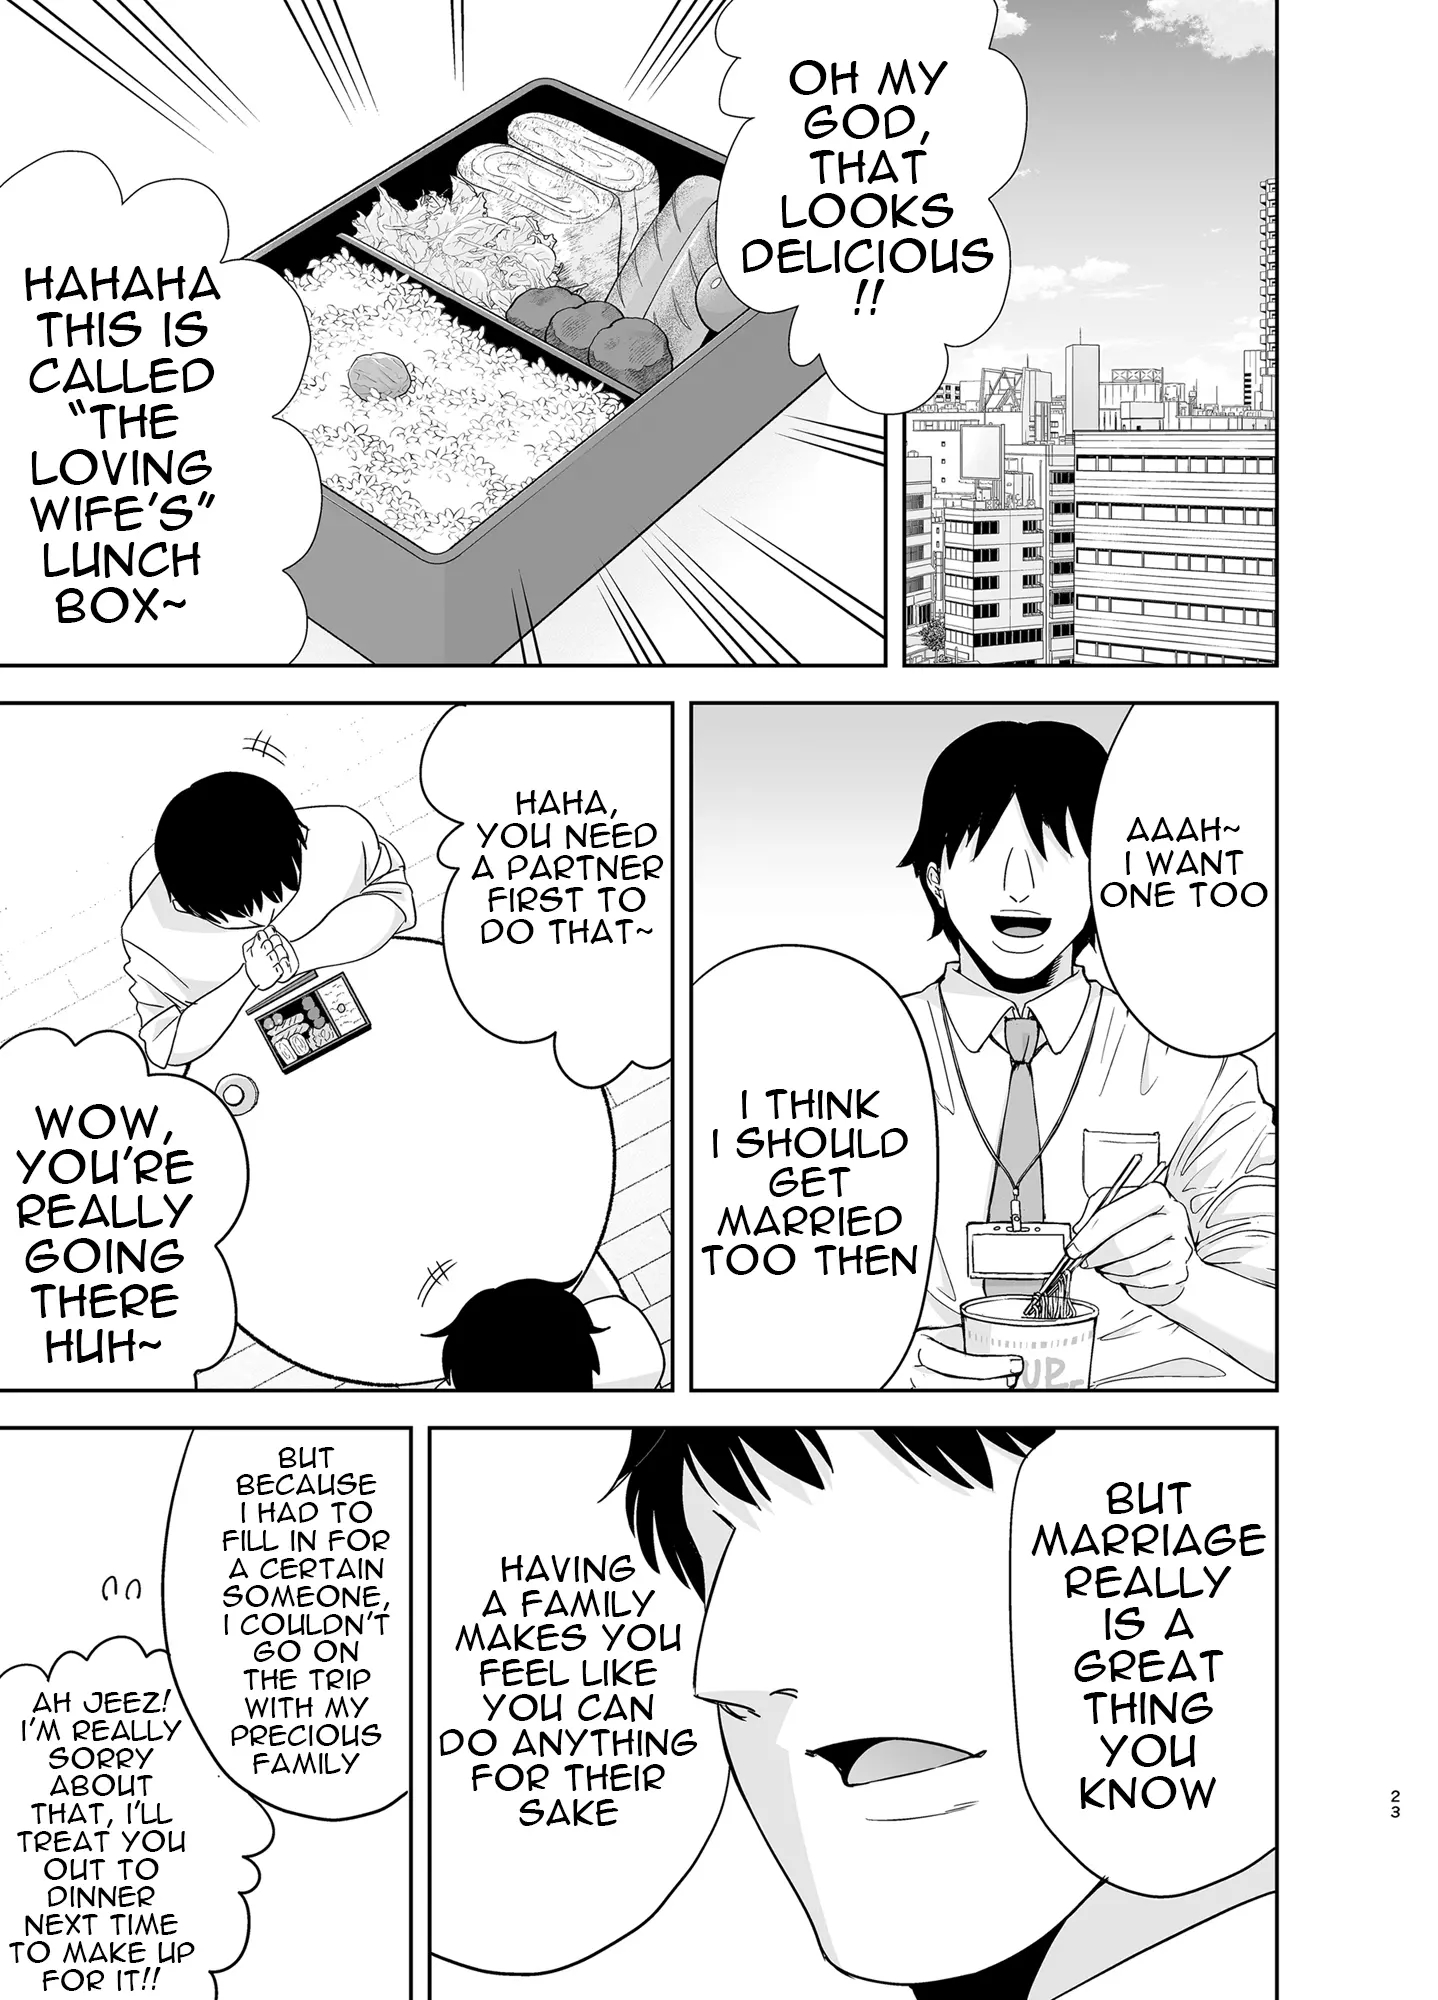 OH MY
GOD,
THAT
LOOKS
DELICIOUS
!!
HAHAHA
THIS IS
CALLED
“THE
LOVING
WIFE'S”
LUNCH
BOX~
AAAH~
I WANT
ONE TOO
I THINK
I SHOULD
GET
MARRIED
TOO THEN
HAHA,
YOU NEED
A PARTNER
FIRST TO
DO THAT~
WOW,
YOU'RE
REALLY
GOING
THERE
HUH~
BUT
MARRIAGE
REALLY
IS A
GREAT
THING
YOU
KNOW
HAVING
A FAMILY
MAKES YOU
FEEL LIKE
YOU CAN
DO ANYTHING
FOR THEIR
SAKE
BUT
BECAUSE
I HAD TO
FILL IN FOR
A CERTAIN
SOMEONE,
I COULDN'T
GO ON
THE TRIP
WITH MY
PRECIOUS
FAMILY
AH JEEZ!
I'M REALLY
SORRY
ABOUT
THAT, I'LL
TREAT YOU
OUT TO
DINNER
NEXT TIME
TO MAKE UP
FOR IT!!
23